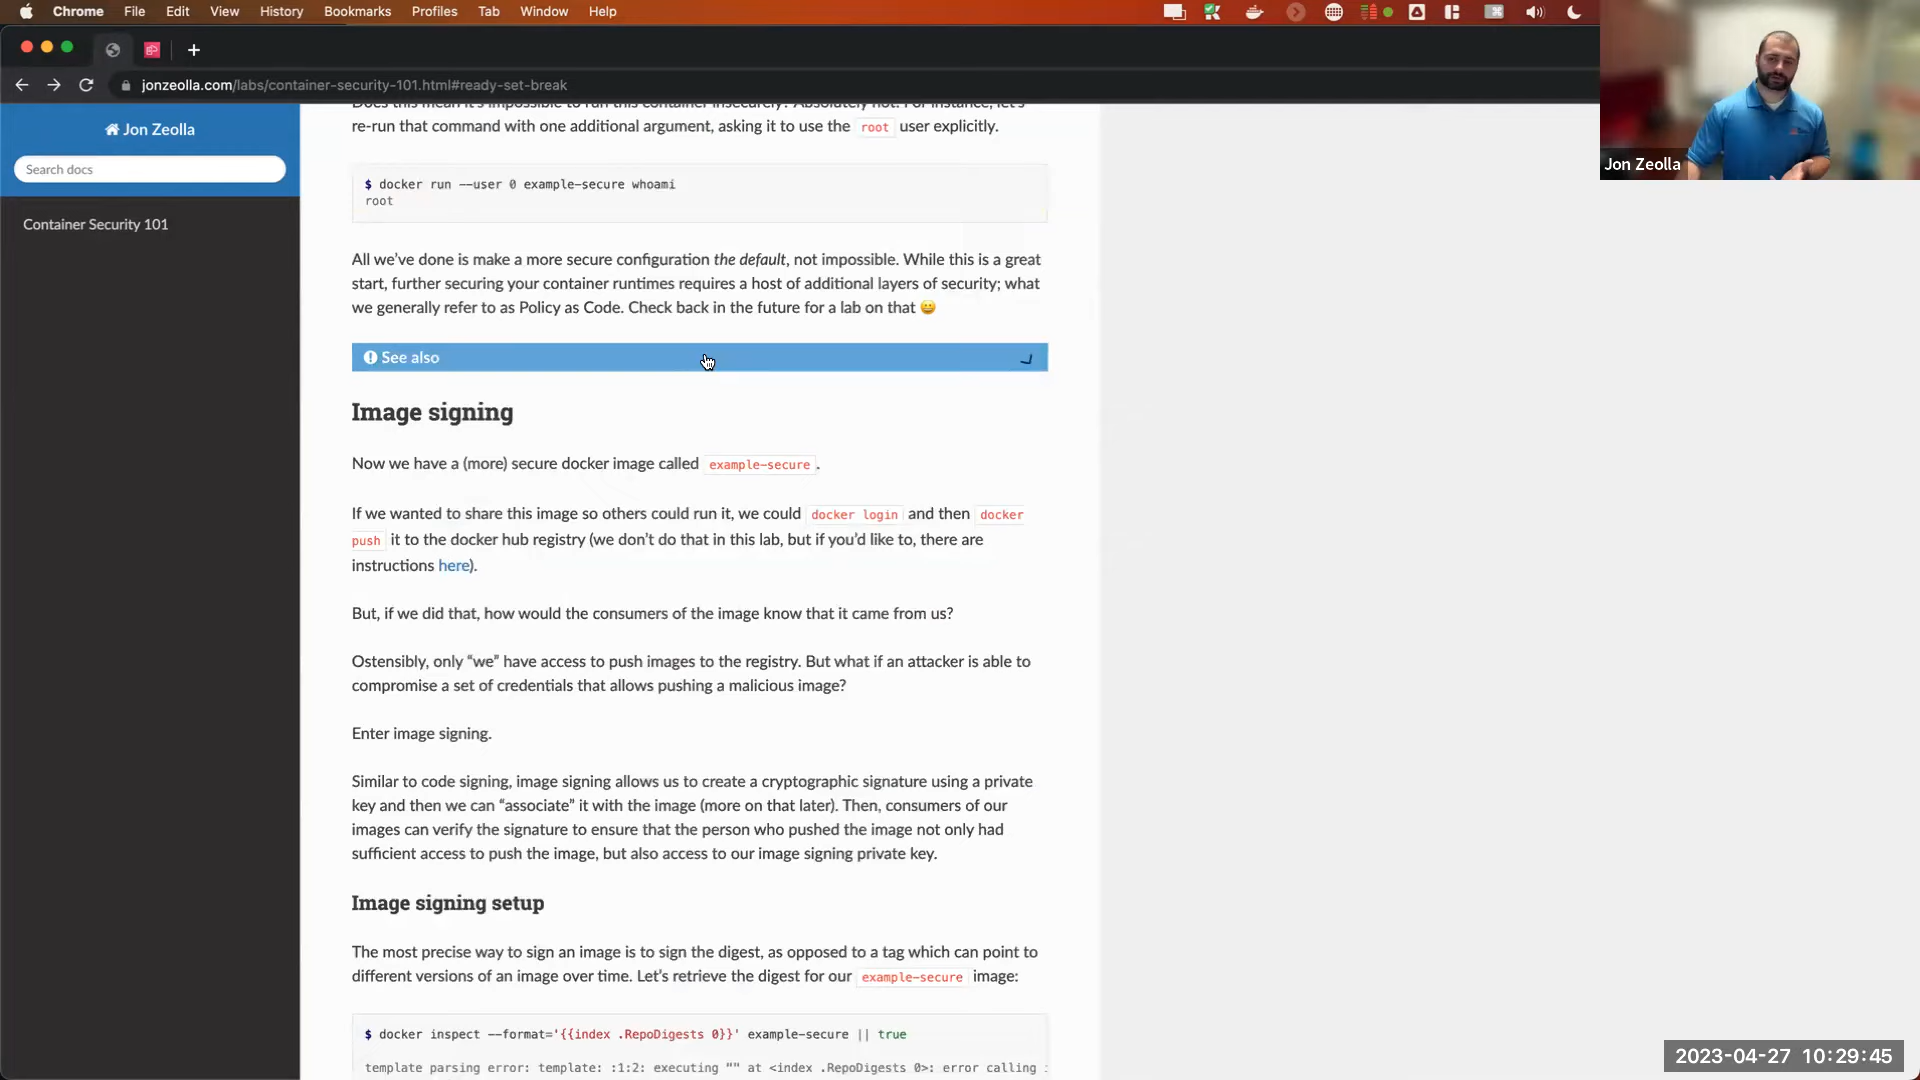 Chrome File Edit View History Bookmarks Profiles Tab Window Help
jonzeolla.com/labs/container-security-101.html#ready-set-break
Jon Zeolla
Search docs
Container Security 101
Does this mean it's impossible to run this container insecurely? Absolutely not! For instance, let's
re-run that command with one additional argument, asking it to use the root user explicitly.
$ docker run --user 0 example-secure whoami
root
All we've done is make a more secure configuration the default, not impossible. While this is a great
start, further securing your container runtimes requires a host of additional layers of security; what
we generally refer to as Policy as Code. Check back in the future for a lab on that 😀
See also
Image signing
Now we have a (more) secure docker image called example-secure.
If we wanted to share this image so others could run it, we could docker login and then docker
push it to the docker hub registry (we don't do that in this lab, but if you'd like to, there are
instructions here).
But, if we did that, how would the consumers of the image know that it came from us?
Ostensibly, only “we” have access to push images to the registry. But what if an attacker is able to
compromise a set of credentials that allows pushing a malicious image?
Enter image signing.
Similar to code signing, image signing allows us to create a cryptographic signature using a private
key and then we can “associate” it with the image (more on that later). Then, consumers of our
images can verify the signature to ensure that the person who pushed the image not only had
sufficient access to push the image, but also access to our image signing private key.
Image signing setup
The most precise way to sign an image is to sign the digest, as opposed to a tag which can point to
different versions of an image over time. Let's retrieve the digest for our example-secure image:
$ docker inspect --format='{{index .RepoDigests 0}}' example-secure || true
template parsing error: template: :1:2: executing "" at <index .RepoDigests 0>: error calling
Jon Zeolla
2023-04-27 10:29:45